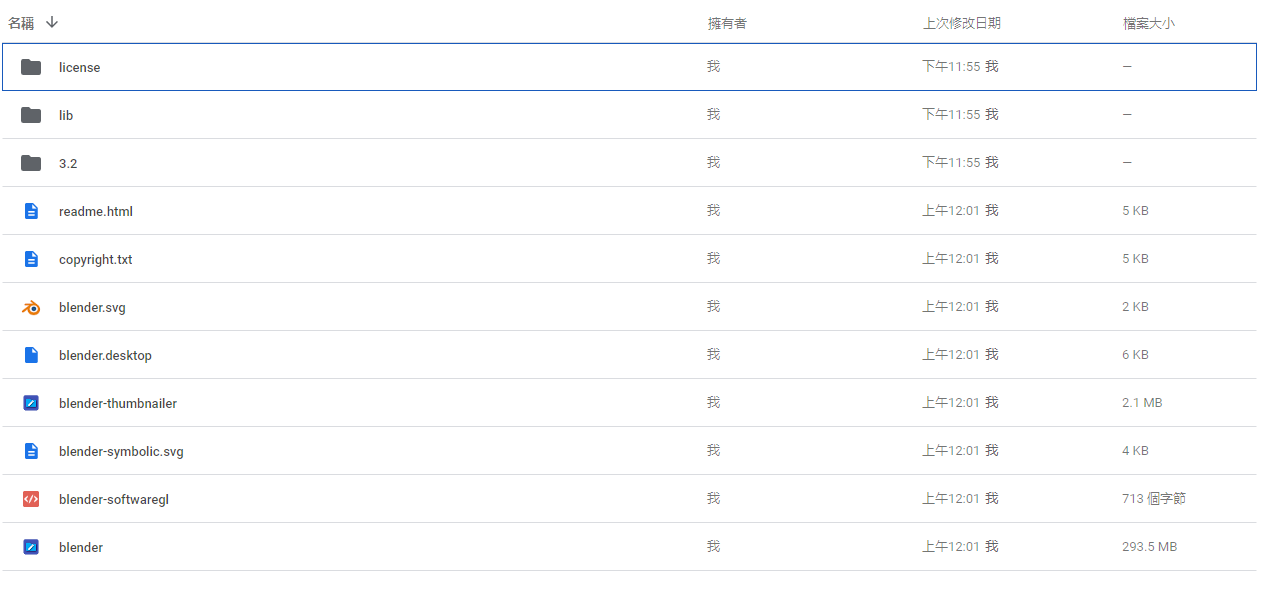 名稱 擁有者 上次修改日期 檔案大小
license 我 下午11:55 我 —
lib 我 下午11:55 我 —
3.2 我 下午11:55 我 —
readme.html 我 上午12:01 我 5 KB
copyright.txt 我 上午12:01 我 5 KB
blender.svg 我 上午12:01 我 2 KB
blender.desktop 我 上午12:01 我 6 KB
blender-thumbnailer 我 上午12:01 我 2.1 MB
blender-symbolic.svg 我 上午12:01 我 4 KB
blender-softwaregl 我 上午12:01 我 713 個字節
blender 我 上午12:01 我 293.5 MB